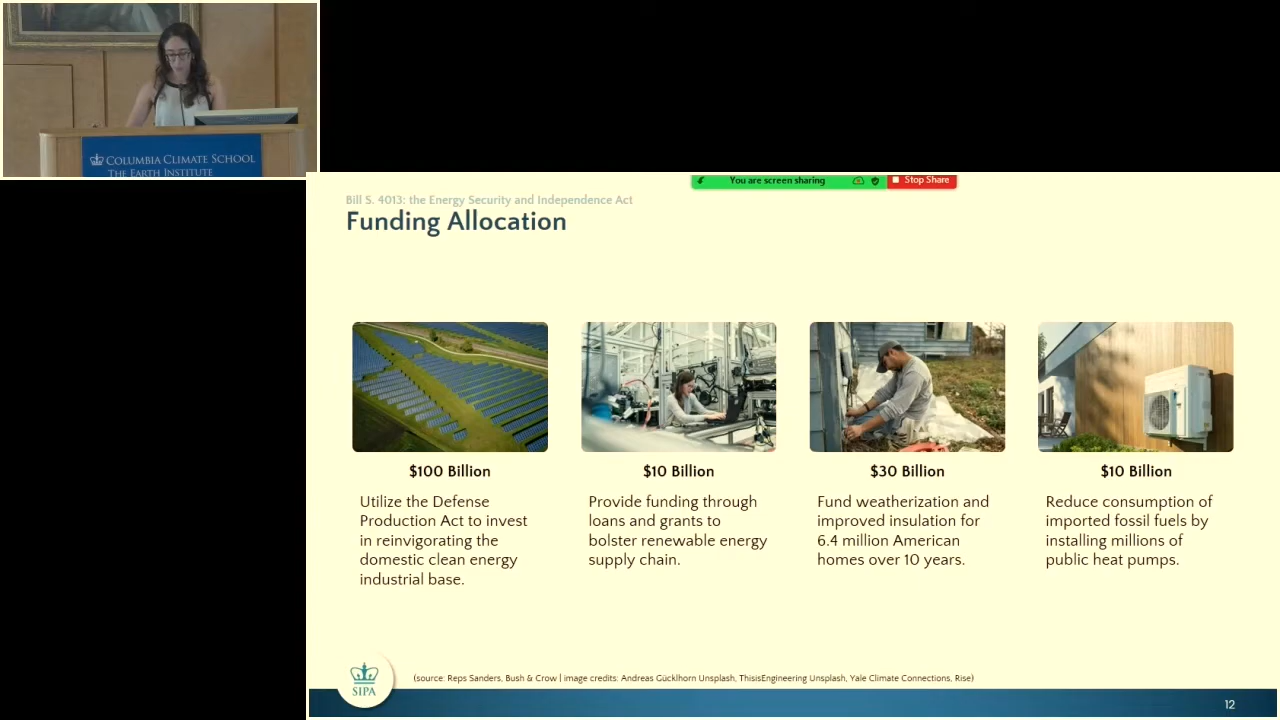 COLUMBIA CLIMATE SCHOOL
THE EARTH INSTITUTE
You are screen sharing
Stop Share
Bill S. 4013: the Energy Security and Independence Act
Funding Allocation
$100 Billion
Utilize the Defense
Production Act to invest
in reinvigorating the
domestic clean energy
industrial base.
$10 Billion
Provide funding through
loans and grants to
bolster renewable energy
supply chain.
$30 Billion
Fund weatherization and
improved insulation for
6.4 million American
homes over 10 years.
$10 Billion
Reduce consumption of
imported fossil fuels by
installing millions of
public heat pumps.
SIPA
(source: Reps Sanders, Bush & Crow | image credits: Andreas Gücklhorn Unsplash, ThisisEngineering Unsplash, Yale Climate Connections, Rise)
12